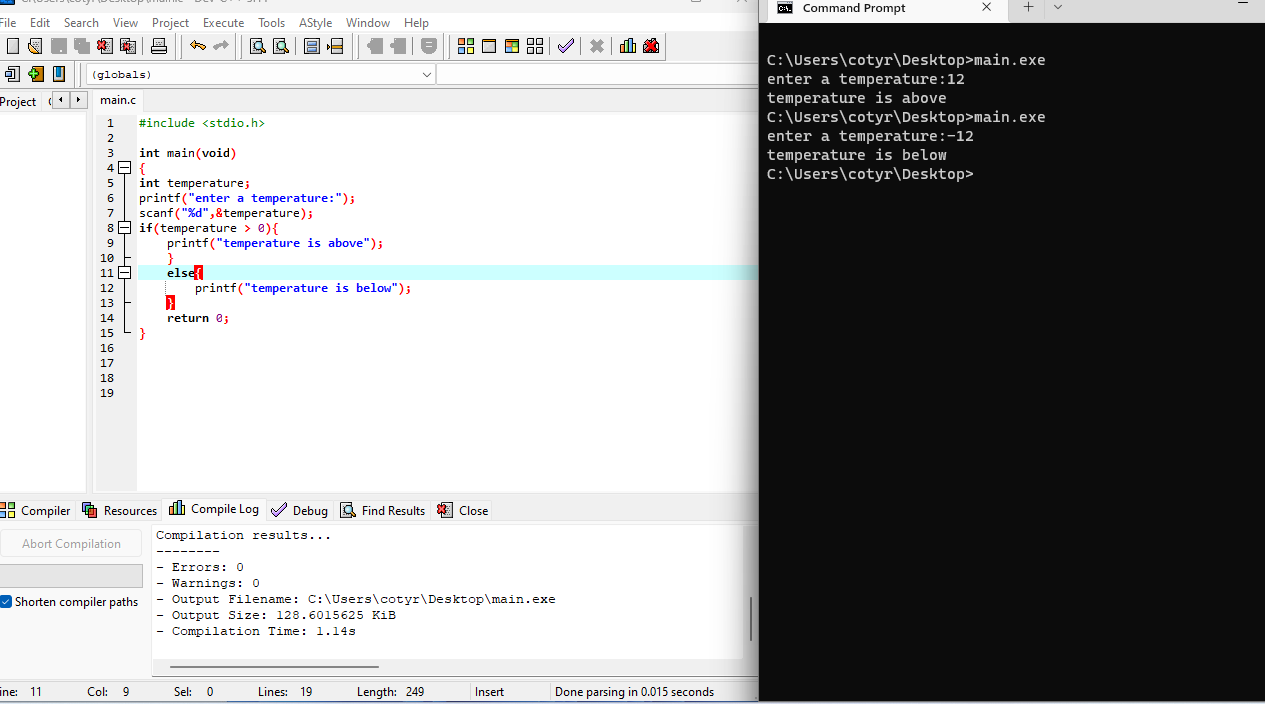 File Edit Search View Project Execute Tools AStyle Window Help
(globals)
Project
main.c
1 #include <stdio.h>
2
3 int main(void)
4 {
5 int temperature;
6 printf("enter a temperature:");
7 scanf("%d",&temperature);
8 if(temperature > 0){
9 printf("temperature is above");
10 }
11 else{
12 printf("temperature is below");
13 }
14 return 0;
15 }
16
17
18
19
Compiler Resources Compile Log Debug Find Results Close
Abort Compilation
Shorten compiler paths
Compilation results...
--------
- Errors: 0
- Warnings: 0
- Output Filename: C:\Users\cotyr\Desktop\main.exe
- Output Size: 128.6015625 KiB
- Compilation Time: 1.14s
ine: 11 Col: 9 Sel: 0 Lines: 19 Length: 249 Insert Done parsing in 0.015 seconds
Command Prompt
C:\Users\cotyr\Desktop>main.exe
enter a temperature:12
temperature is above
C:\Users\cotyr\Desktop>main.exe
enter a temperature:-12
temperature is below
C:\Users\cotyr\Desktop>